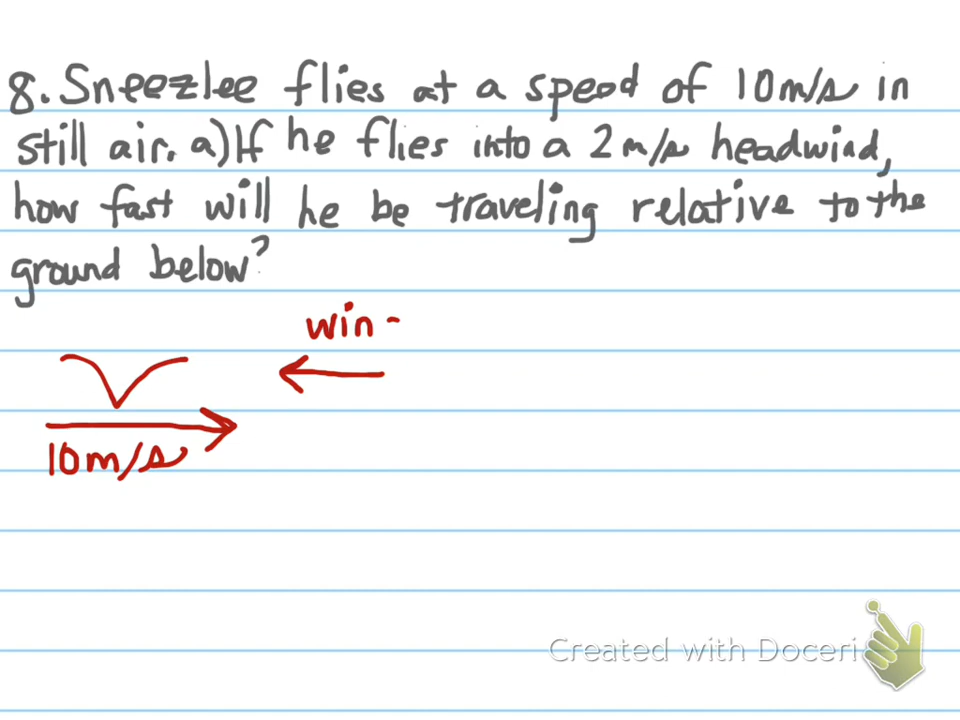 8. Sneezlee flies at a speed of 10m/s in
still air. a) If he flies into a 2m/s headwind,
how fast will he be traveling relative to the
ground below?
win
10m/s
Created with Doceri